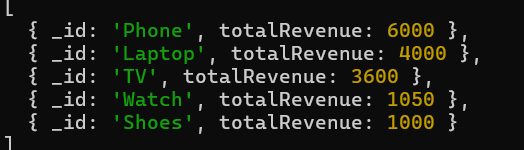 [
{ _id: 'Phone', totalRevenue: 6000 },
{ _id: 'Laptop', totalRevenue: 4000 },
{ _id: 'TV', totalRevenue: 3600 },
{ _id: 'Watch', totalRevenue: 1050 },
{ _id: 'Shoes', totalRevenue: 1000 }
]